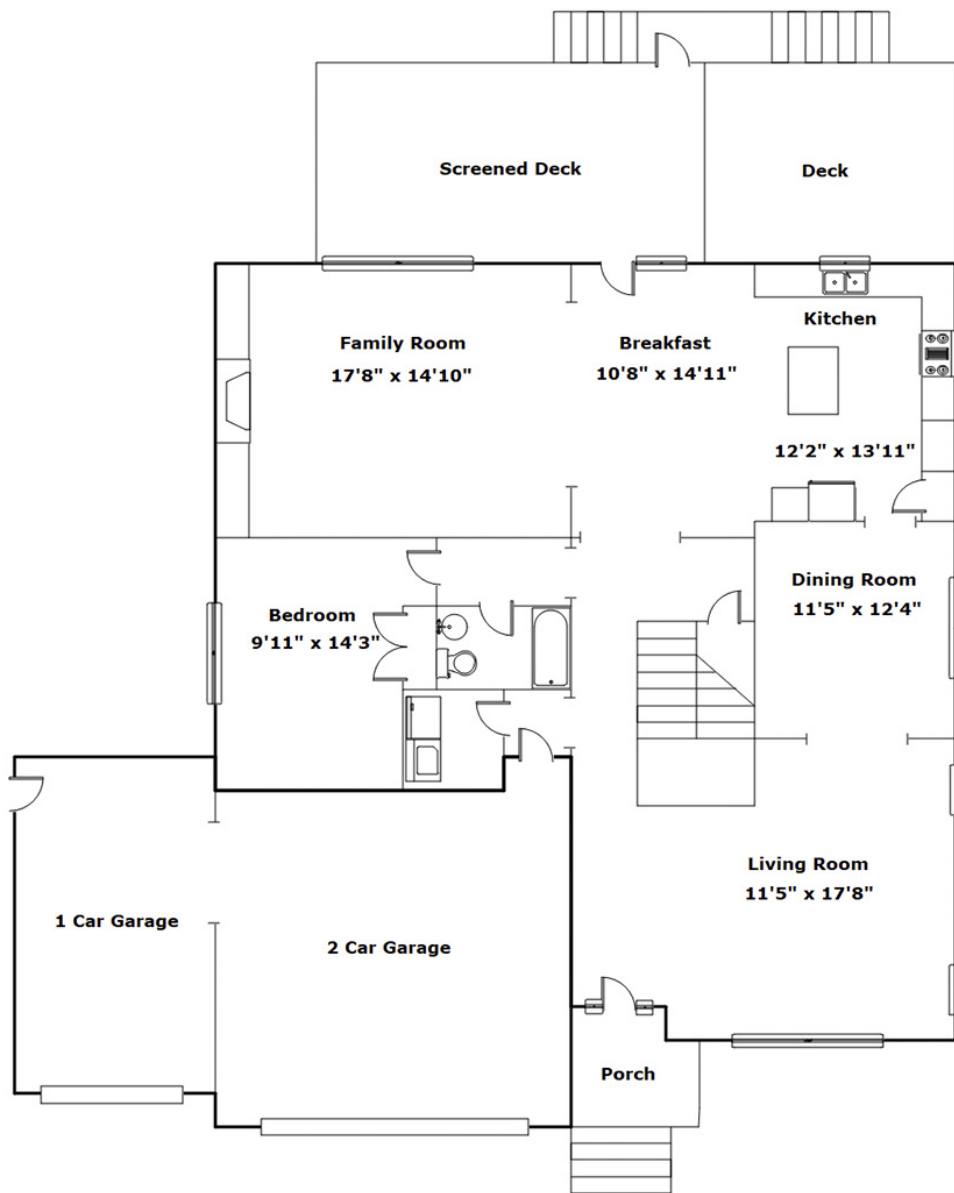 Screened Deck
Deck
Kitchen
Family Room
17'8" x 14'10"
Breakfast
10'8" x 14'11"
12'2" x 13'11"
Dining Room
11'5" x 12'4"
Bedroom
9'11" x 14'3"
Living Room
11'5" x 17'8"
1 Car Garage
2 Car Garage
Porch